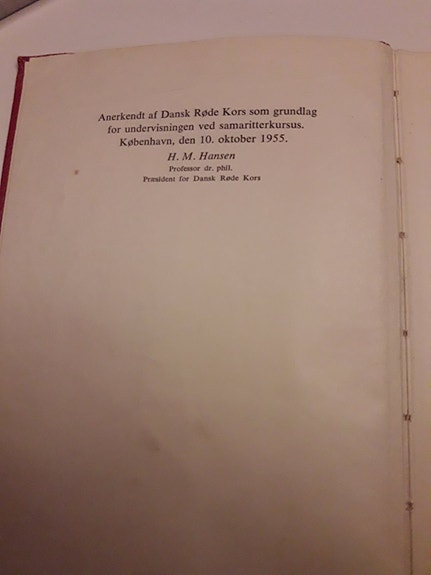 Anerkendt af Dansk Røde Kors som grundlag
for undervisningen ved samaritterkursus.
København, den 10. oktober 1955.
H. M. Hansen
Professor dr. phil.
Præsident for Dansk Røde Kors